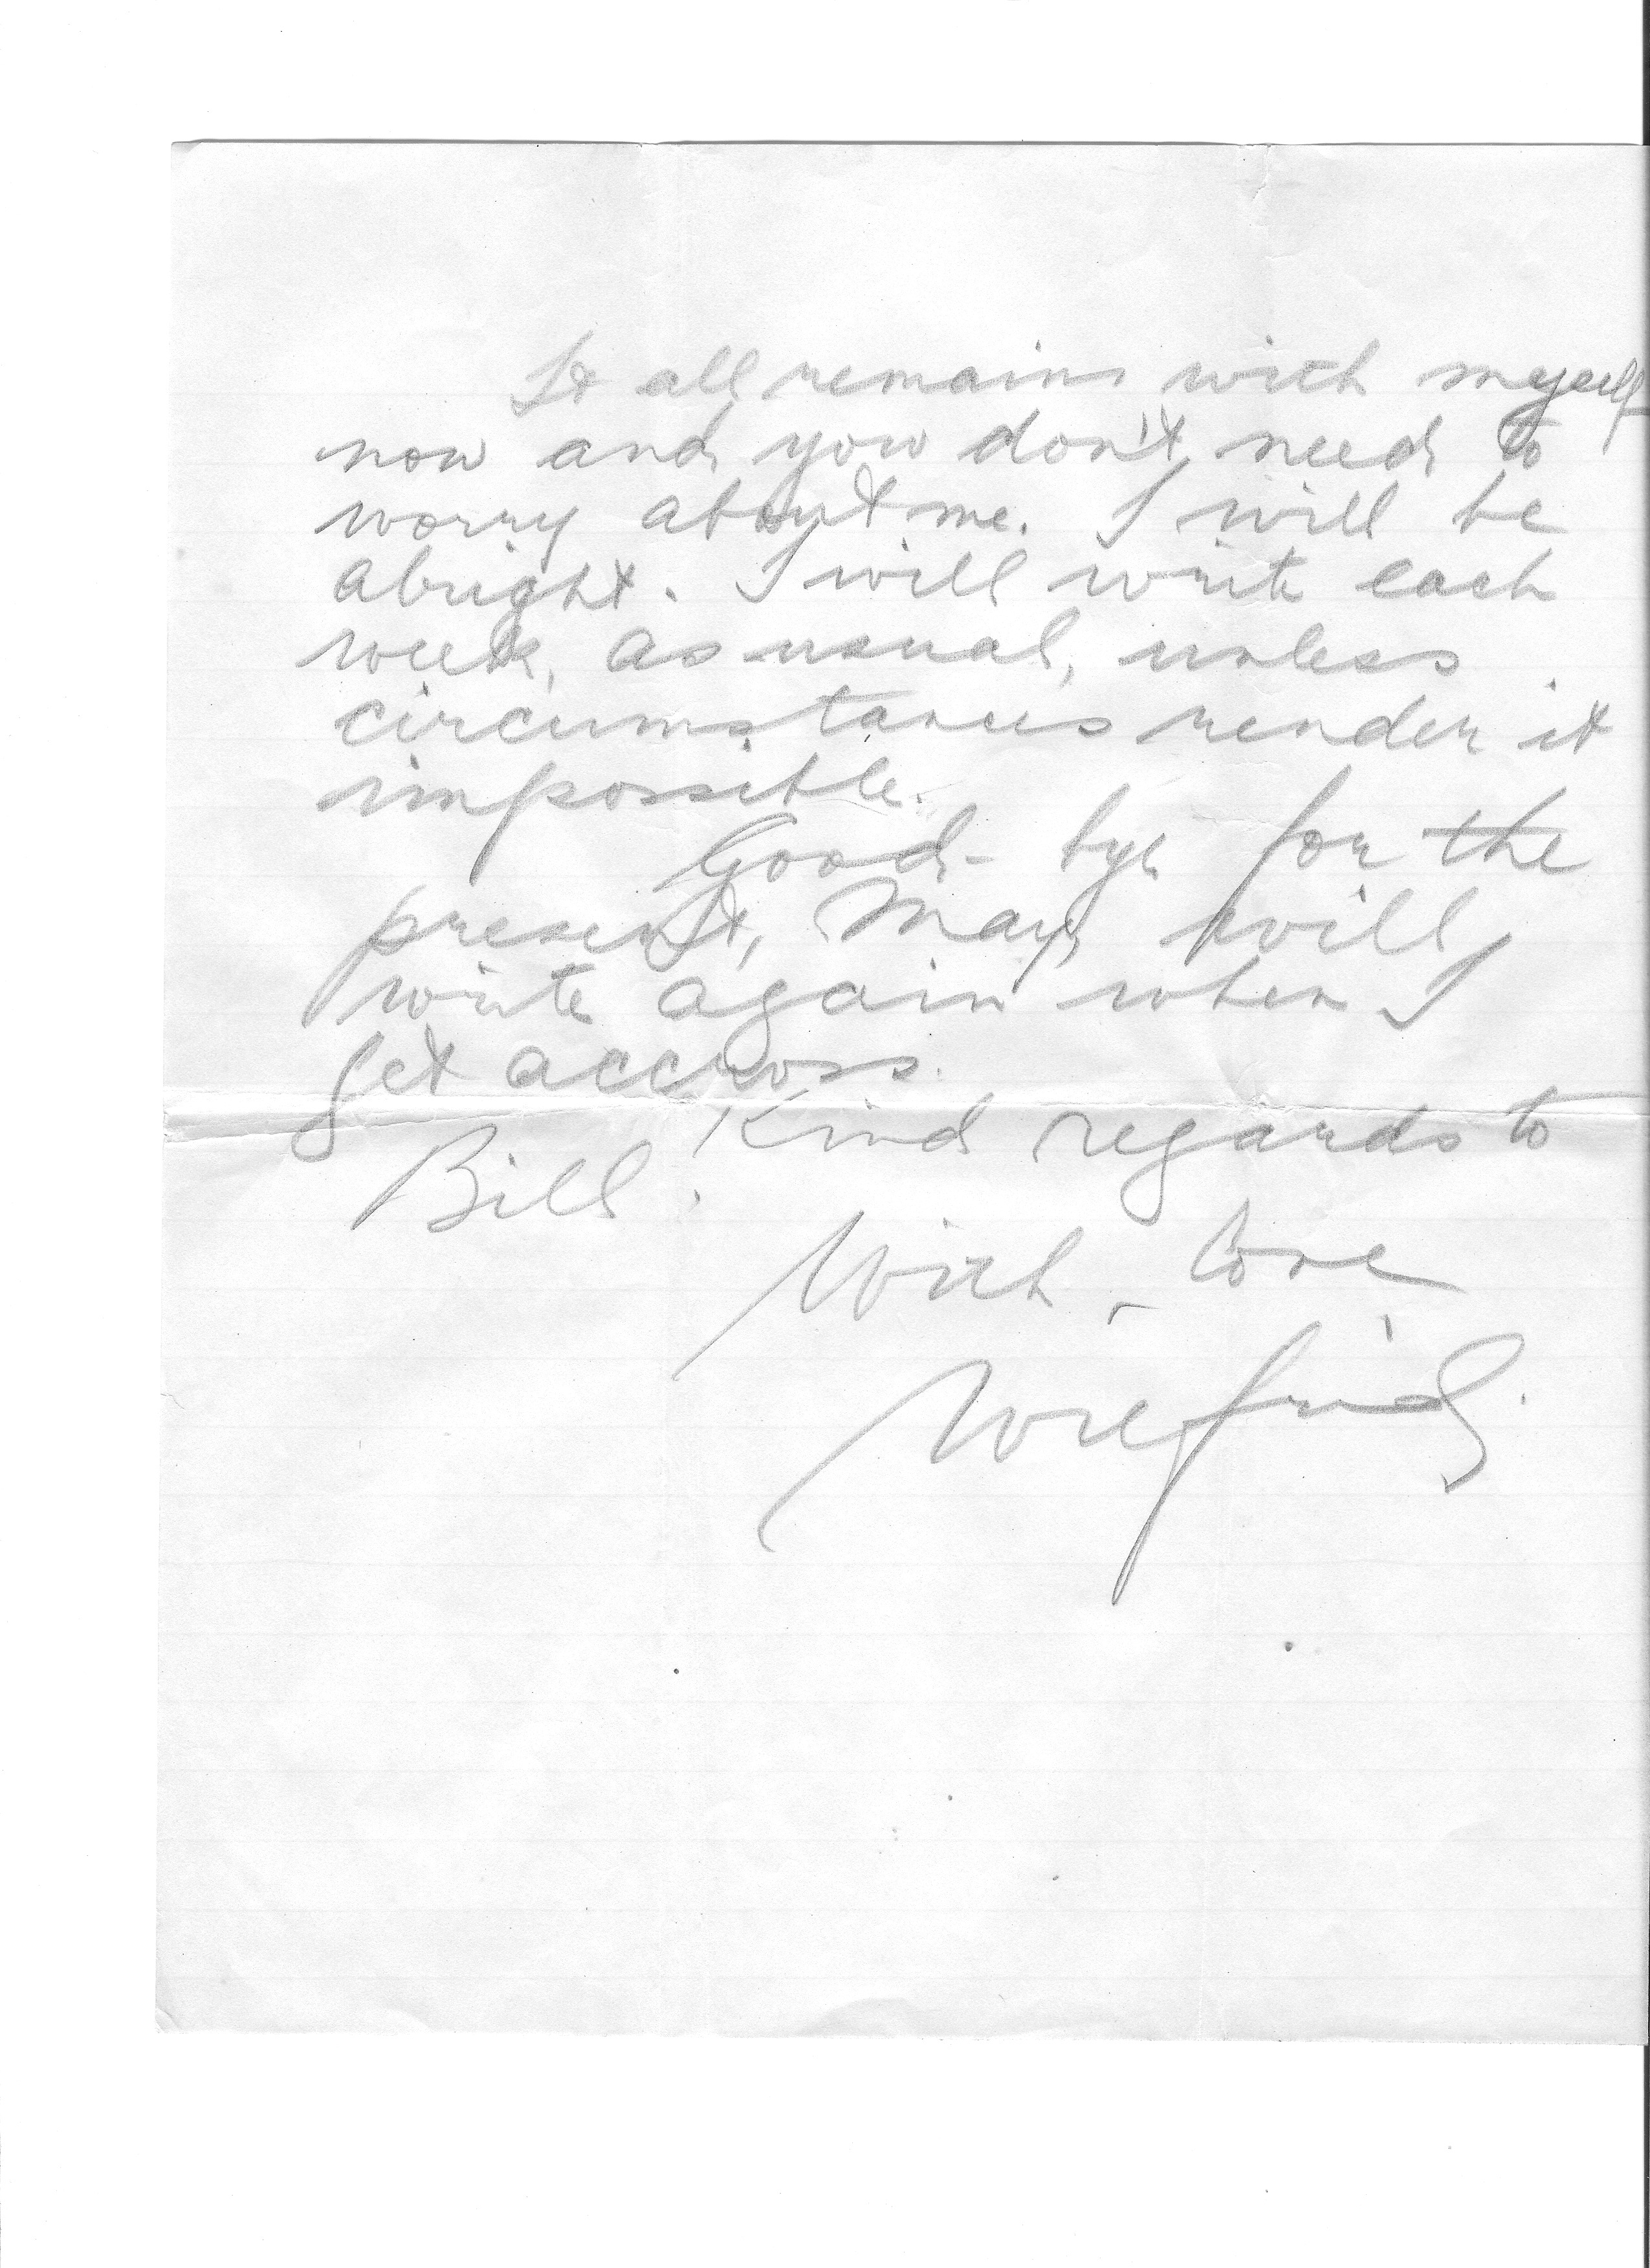 It all remains with myself
now and you don't need to
worry about me. I will be
alright. I will write each
week, as usual, unless
circumstances render it
impossible.
Good-bye for the
present, May, will
write again when I
get accross.
Kind regards to
Bill.
With love
Wilfrid.